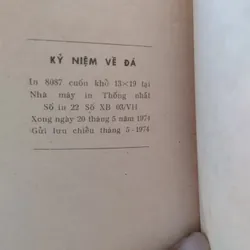 KỶ NIỆM VỀ ĐÁ
In 8087 cuốn khổ 13×19 tại
Nhà máy in Thống nhất
Số in 22 Số XB 03/VH
Xong ngày 20 tháng 5 năm 1974
Gửi lưu chiểu tháng 5-1974